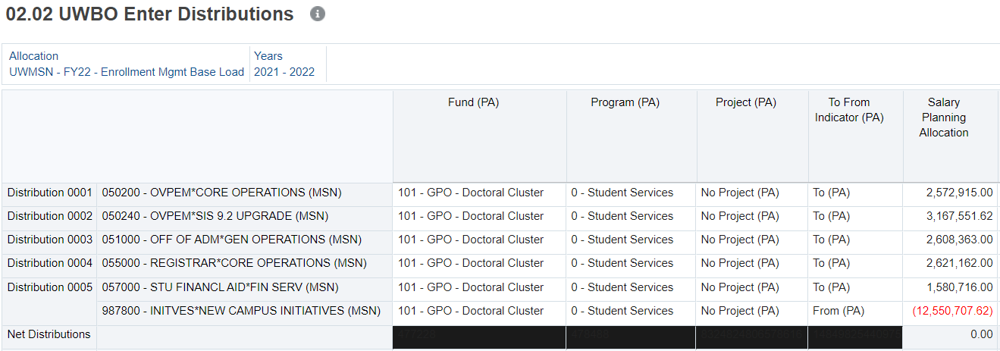 02.02 UWBO Enter Distributions
Allocation Years
UWMSN - FY22 - Enrollment Mgmt Base Load 2021 - 2022
Fund (PA) Program (PA) Project (PA) To From Salary
Indicator (PA) Planning
Allocation
Distribution 0001 050200 - OVPEM*CORE OPERATIONS (MSN) 101 - GPO - Doctoral Cluster 0 - Student Services No Project (PA) To (PA) 2,572,915.00
Distribution 0002 050240 - OVPEM*SIS 9.2 UPGRADE (MSN) 101 - GPO - Doctoral Cluster 0 - Student Services No Project (PA) To (PA) 3,167,551.62
Distribution 0003 051000 - OFF OF ADM*GEN OPERATIONS (MSN) 101 - GPO - Doctoral Cluster 0 - Student Services No Project (PA) To (PA) 2,608,363.00
Distribution 0004 055000 - REGISTRAR*CORE OPERATIONS (MSN) 101 - GPO - Doctoral Cluster 0 - Student Services No Project (PA) To (PA) 2,621,162.00
Distribution 0005 057000 - STU FINANCL AID*FIN SERV (MSN) 101 - GPO - Doctoral Cluster 0 - Student Services No Project (PA) To (PA) 1,580,716.00
987800 - INITVES*NEW CAMPUS INITIATIVES (MSN) 101 - GPO - Doctoral Cluster 0 - Student Services No Project (PA) From (PA) (12,550,707.62)
Net Distributions 477228 478488 0.00